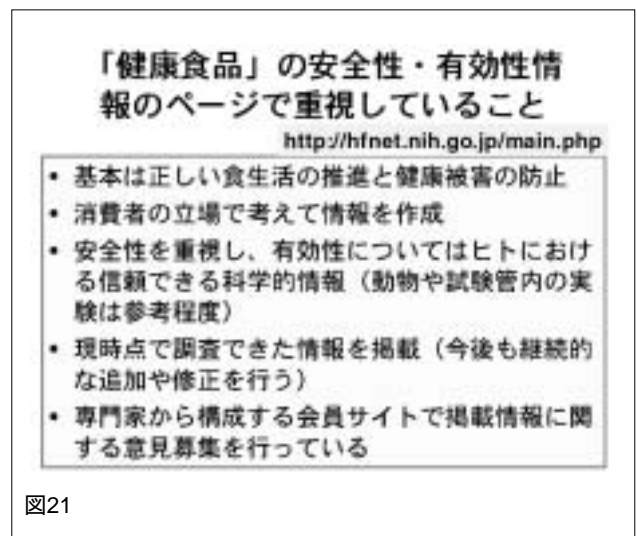 「健康食品」の安全性・有効性情
報のページで重視していること
http://hfnet.nih.go.jp/main.php
• 基本は正しい食生活の推進と健康被害の防止
• 消費者の立場で考えて情報を作成
• 安全性を重視し、有効性についてはヒトにおけ
る信頼できる科学的情報（動物や試験管内の実
験は参考程度）
• 現時点で調査できた情報を掲載（今後も継続的
な追加や修正を行う）
• 専門家から構成する会員サイトで掲載情報に関
する意見募集を行っている
図21